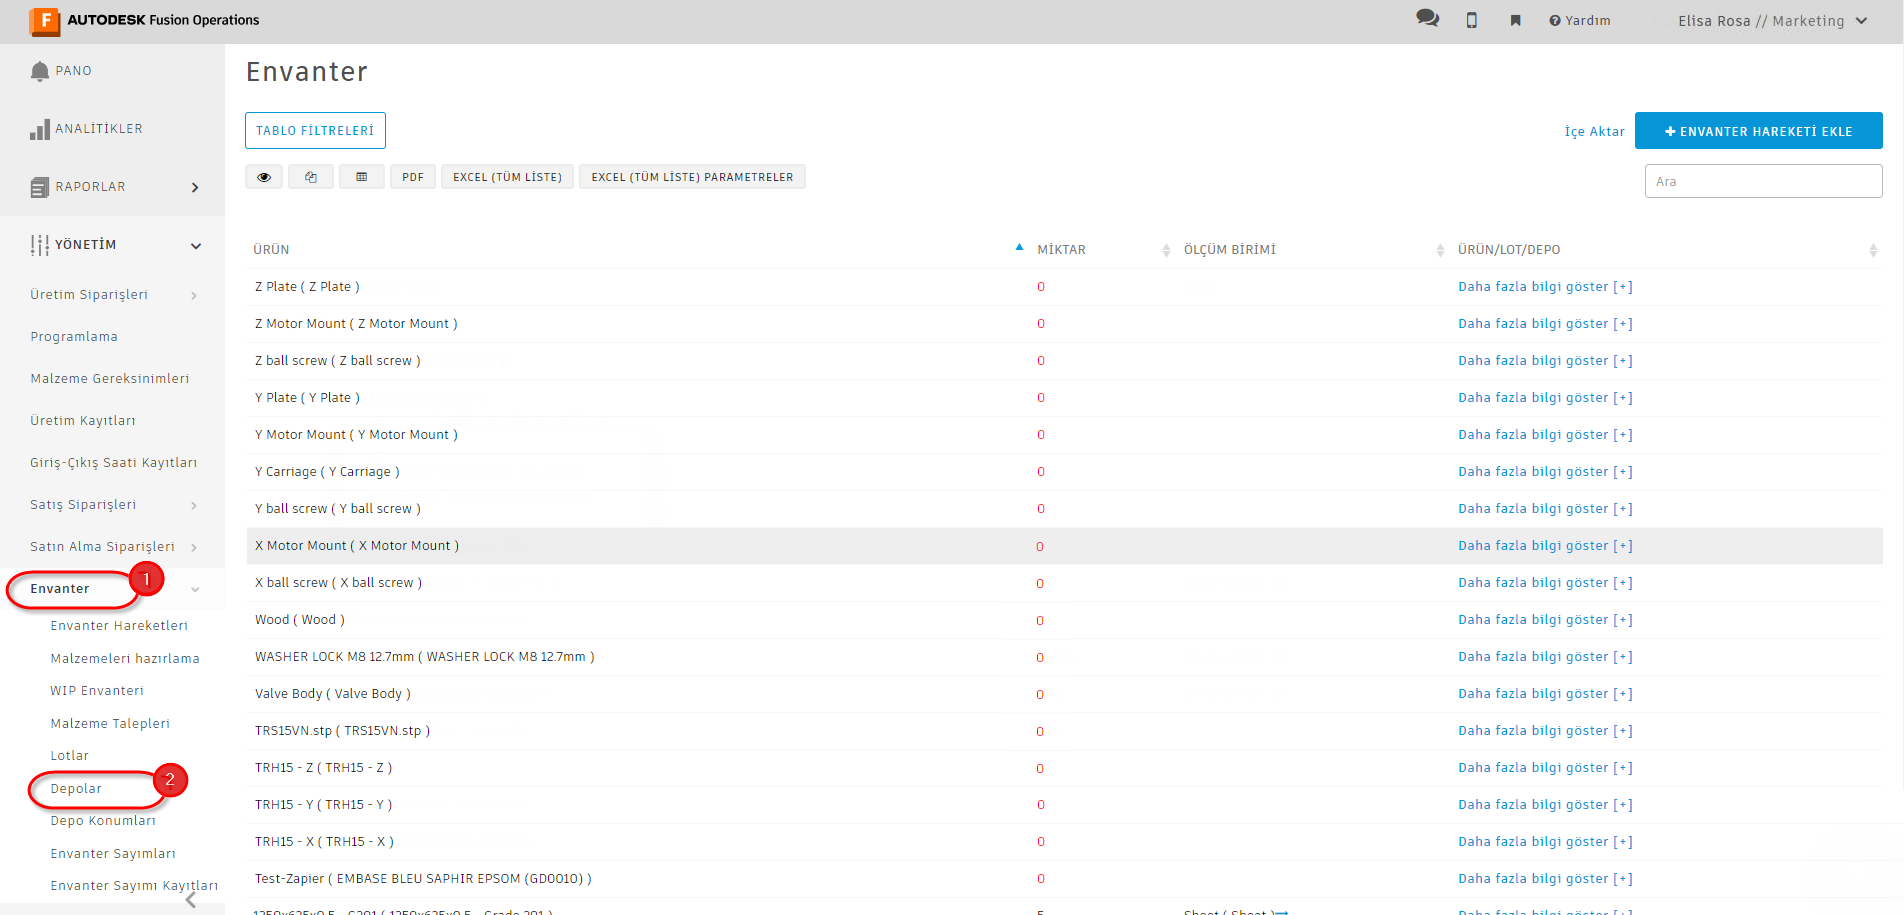 F AUTODESK Fusion Operations
Yardım
Elisa Rosa // Marketing
PANO
ANALİTİKLER
RAPORLAR
YÖNETİM
Üretim Siparişleri
Programlama
Malzeme Gereksinimleri
Üretim Kayıtları
Giriş-Çıkış Saati Kayıtları
Satış Siparişleri
Satın Alma Siparişleri
Envanter
1
Envanter Hareketleri
Malzemeleri hazırlama
WIP Envanteri
Malzeme Talepleri
Lotlar
Depolar
2
Depo Konumları
Envanter Sayımları
Envanter Sayımı Kayıtları
Envanter
TABLO FİLTRELERİ
İçe Aktar
+ ENVANTER HAREKETİ EKLE
PDF
EXCEL (TÜM LİSTE)
EXCEL (TÜM LİSTE) PARAMETRELER
Ara
ÜRÜN MİKTAR ÖLÇÜM BİRİMİ ÜRÜN/LOT/DEPO
Z Plate ( Z Plate ) 0 Daha fazla bilgi göster [+]
Z Motor Mount ( Z Motor Mount ) 0 Daha fazla bilgi göster [+]
Z ball screw ( Z ball screw ) 0 Daha fazla bilgi göster [+]
Y Plate ( Y Plate ) 0 Daha fazla bilgi göster [+]
Y Motor Mount ( Y Motor Mount ) 0 Daha fazla bilgi göster [+]
Y Carriage ( Y Carriage ) 0 Daha fazla bilgi göster [+]
Y ball screw ( Y ball screw ) 0 Daha fazla bilgi göster [+]
X Motor Mount ( X Motor Mount ) 0 Daha fazla bilgi göster [+]
X ball screw ( X ball screw ) 0 Daha fazla bilgi göster [+]
Wood ( Wood ) 0 Daha fazla bilgi göster [+]
WASHER LOCK M8 12.7mm ( WASHER LOCK M8 12.7mm ) 0 Daha fazla bilgi göster [+]
Valve Body ( Valve Body ) 0 Daha fazla bilgi göster [+]
TRS15VN.stp ( TRS15VN.stp ) 0 Daha fazla bilgi göster [+]
TRH15 - Z ( TRH15 - Z ) 0 Daha fazla bilgi göster [+]
TRH15 - Y ( TRH15 - Y ) 0 Daha fazla bilgi göster [+]
TRH15 - X ( TRH15 - X ) 0 Daha fazla bilgi göster [+]
Test-Zapier ( EMBASE BLEU SAPHIR EPSOM (GD0010) ) 0 Daha fazla bilgi göster [+]
5 Sheet ( Sheet ) Daha fazla bilgi göster [+]